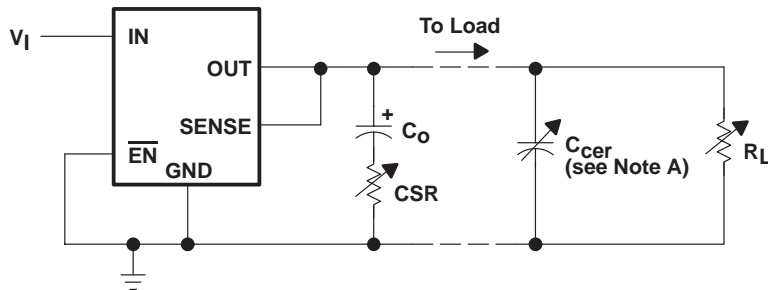 To Load
VI
IN
OUT
SENSE
EN
GND
+
Co
CSR
Ccer
(see Note A)
RL